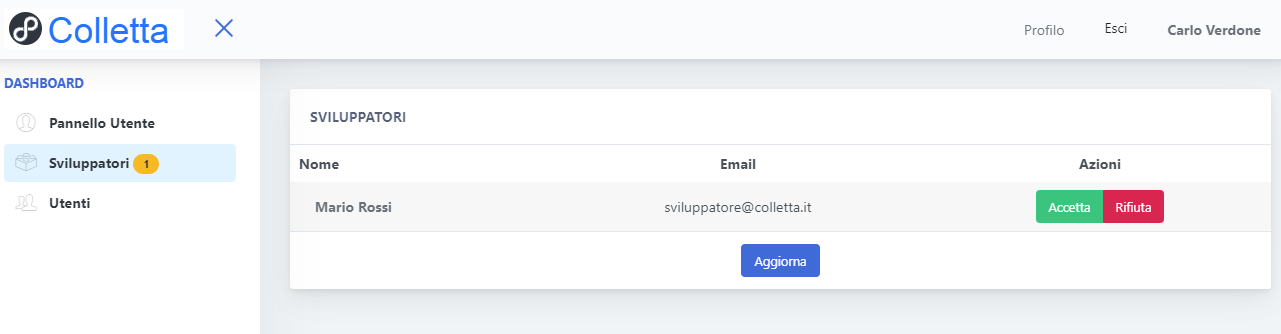 Colletta
Profilo Esci Carlo Verdone
DASHBOARD
Pannello Utente
Sviluppatori 1
Utenti
SVILUPPATORI
Nome Email Azioni
Mario Rossi sviluppatore@colletta.it Accetta Rifiuta
Aggiorna